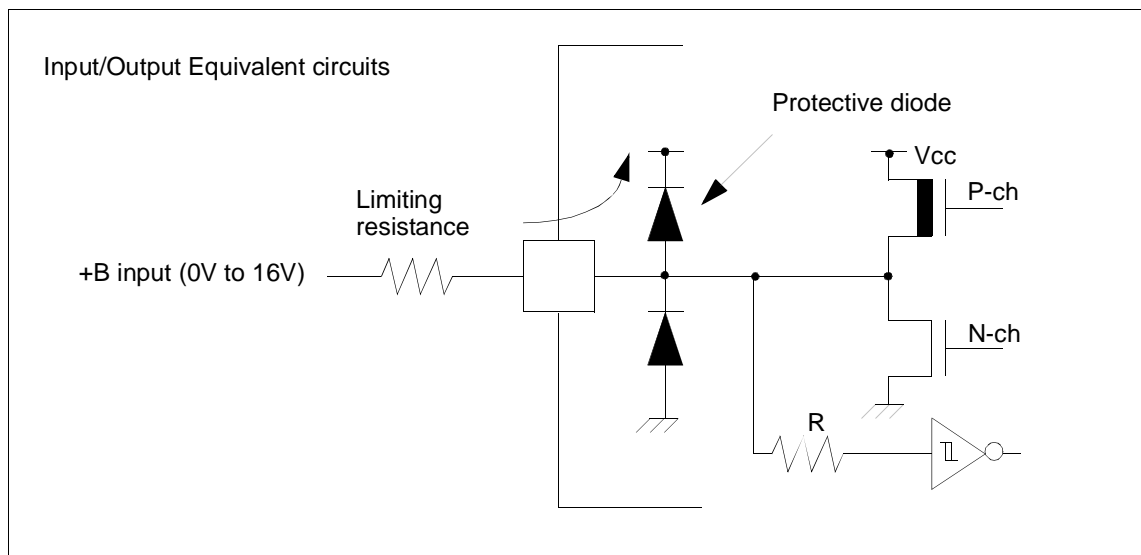 Input/Output Equivalent circuits
Protective diode
Vcc
P-ch
Limiting
resistance
+B input (0V to 16V)
N-ch
R